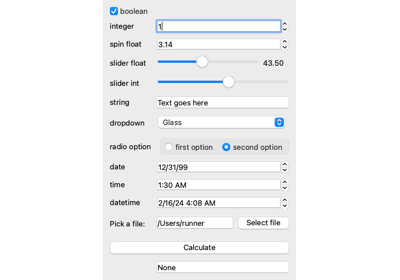 boolean
integer 1
spin float 3.14
slider float 43.50
slider int
string Text goes here
dropdown Glass
radio option first option second option
date 12/31/99
time 1:30 AM
datetime 2/16/24 4:08 AM
Pick a file: /Users/runner Select file
Calculate
None